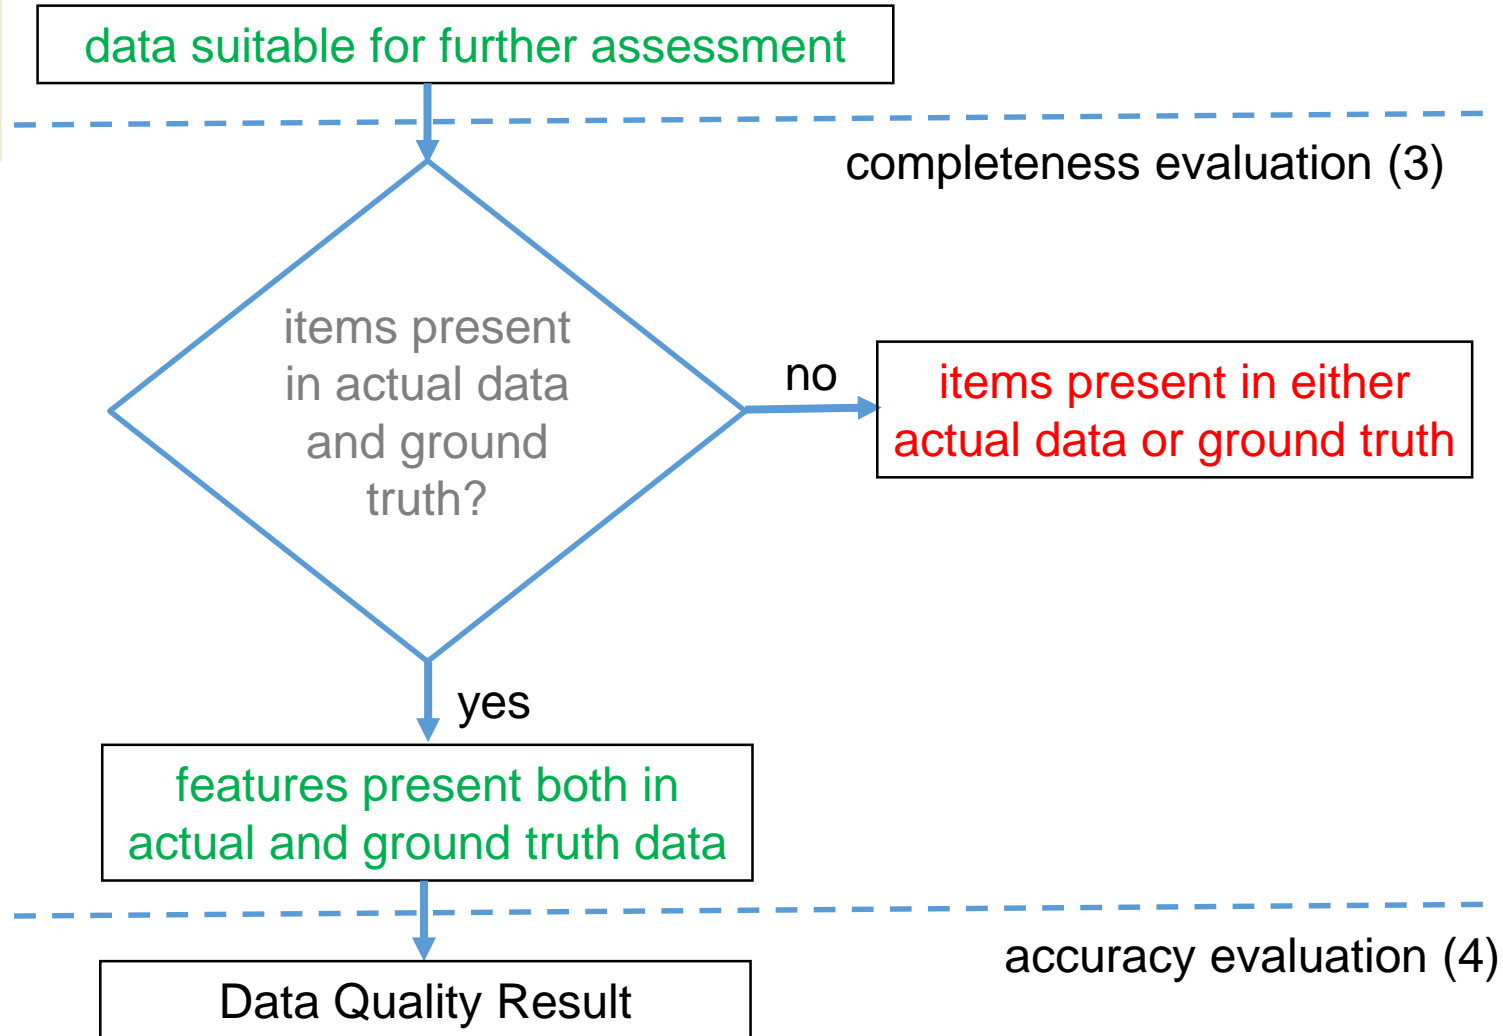 data suitable for further assessment
completeness evaluation (3)
items present
in actual data
and ground
truth?
no
items present in either
actual data or ground truth
yes
features present both in
actual and ground truth data
accuracy evaluation (4)
Data Quality Result